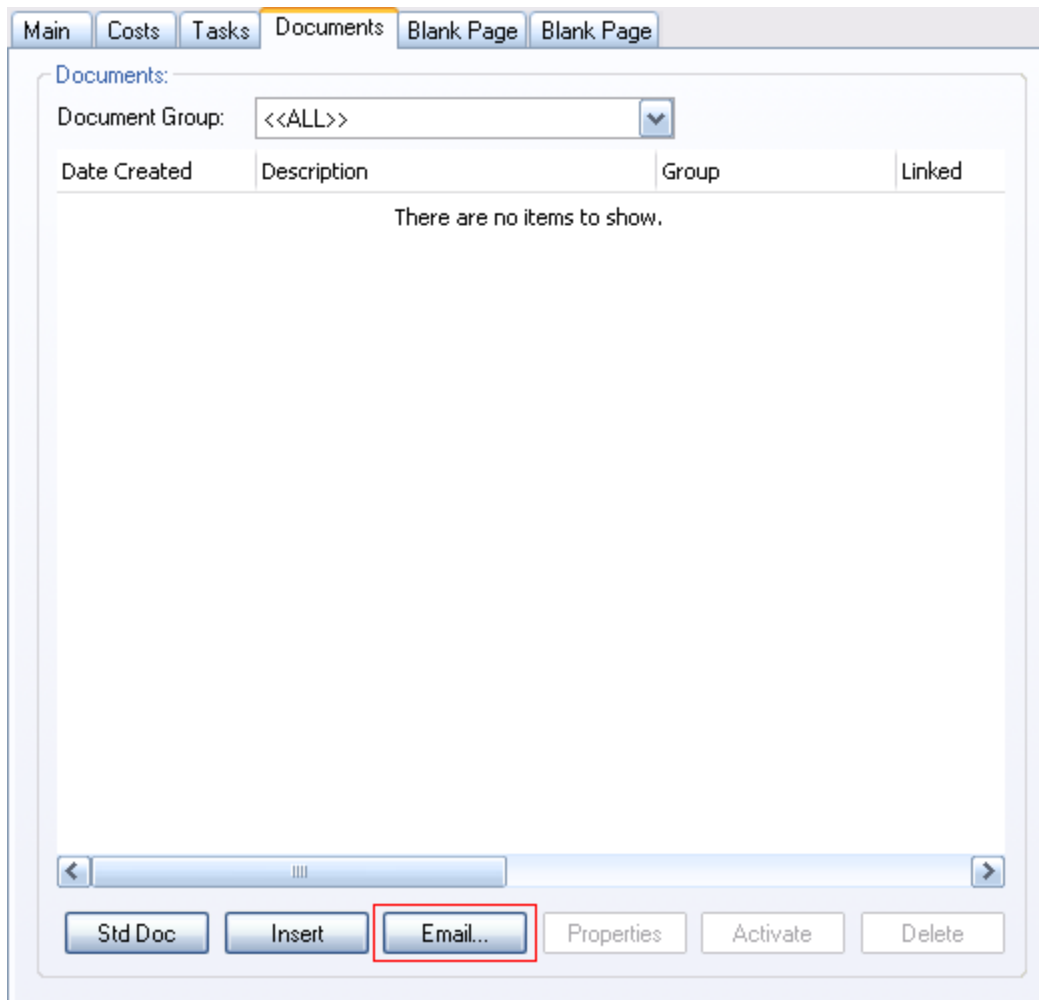 Main Costs Tasks Documents Blank Page Blank Page
Documents:
Document Group: <<ALL>>
Date Created Description Group Linked
There are no items to show.
Std Doc Insert Email... Properties Activate Delete